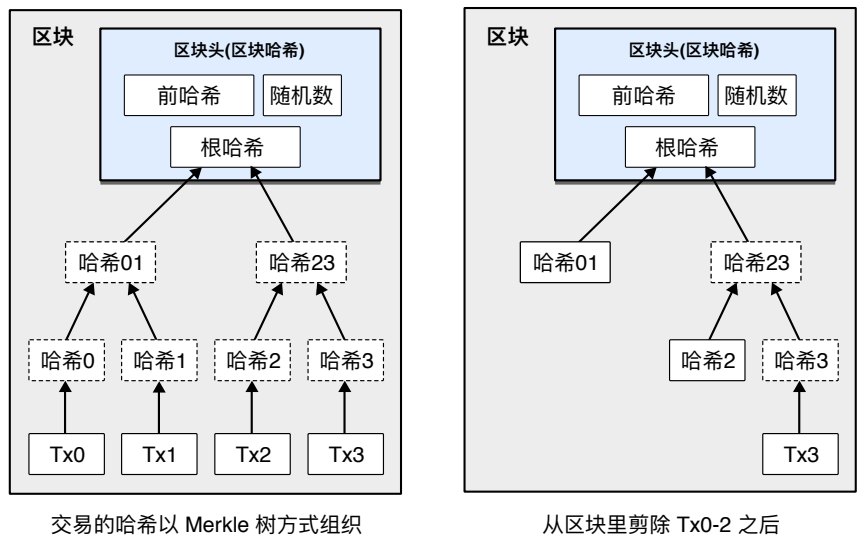 区块
区块头(区块哈希)
前哈希
随机数
根哈希
哈希01
哈希23
哈希0
哈希1
哈希2
哈希3
Tx0
Tx1
Tx2
Tx3
交易的哈希以 Merkle 树方式组织
区块
区块头(区块哈希)
前哈希
随机数
根哈希
哈希01
哈希23
哈希2
哈希3
Tx3
从区块里剪除 Tx0-2 之后